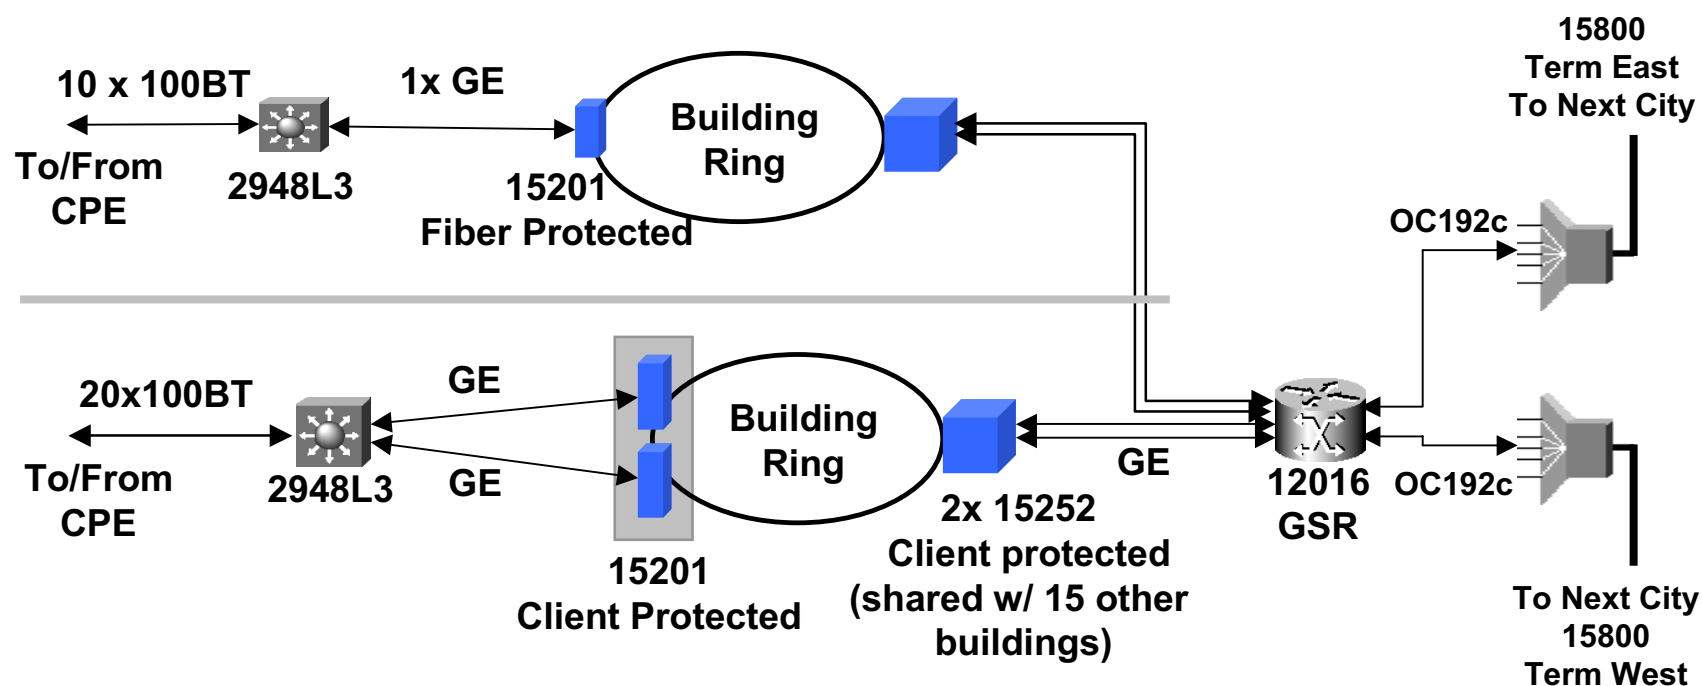 10 x 100BT
To/From
CPE
2948L3
1x GE
15201
Fiber Protected
Building
Ring
15800
Term East
To Next City
OC192c
20x100BT
To/From
CPE
2948L3
GE
GE
15201
Client Protected
Building
Ring
2x 15252
Client protected
(shared w/ 15 other
buildings)
GE
12016
GSR
OC192c
To Next City
15800
Term West